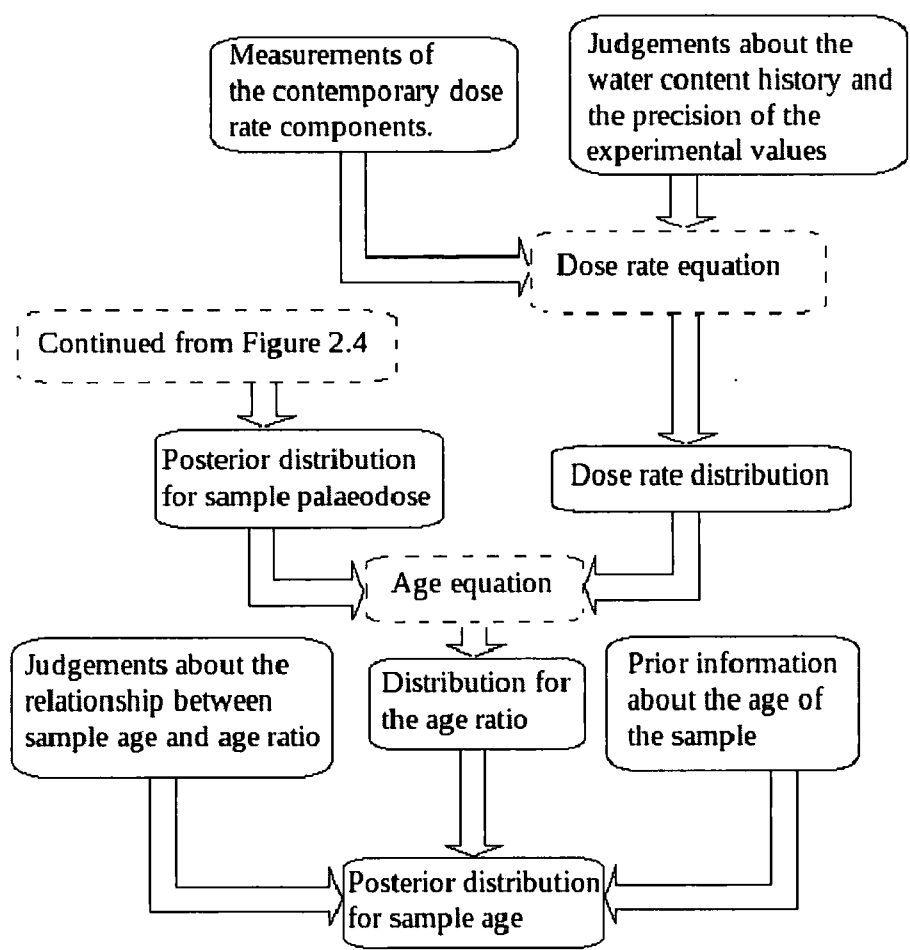 Measurements of
the contemporary dose
rate components.
Judgements about the
water content history and
the precision of the
experimental values
Dose rate equation
Continued from Figure 2.4
Posterior distribution
for sample palaeodose
Dose rate distribution
Age equation
Judgements about the
relationship between
sample age and age ratio
Distribution for
the age ratio
Prior information
about the age of
the sample
Posterior distribution
for sample age